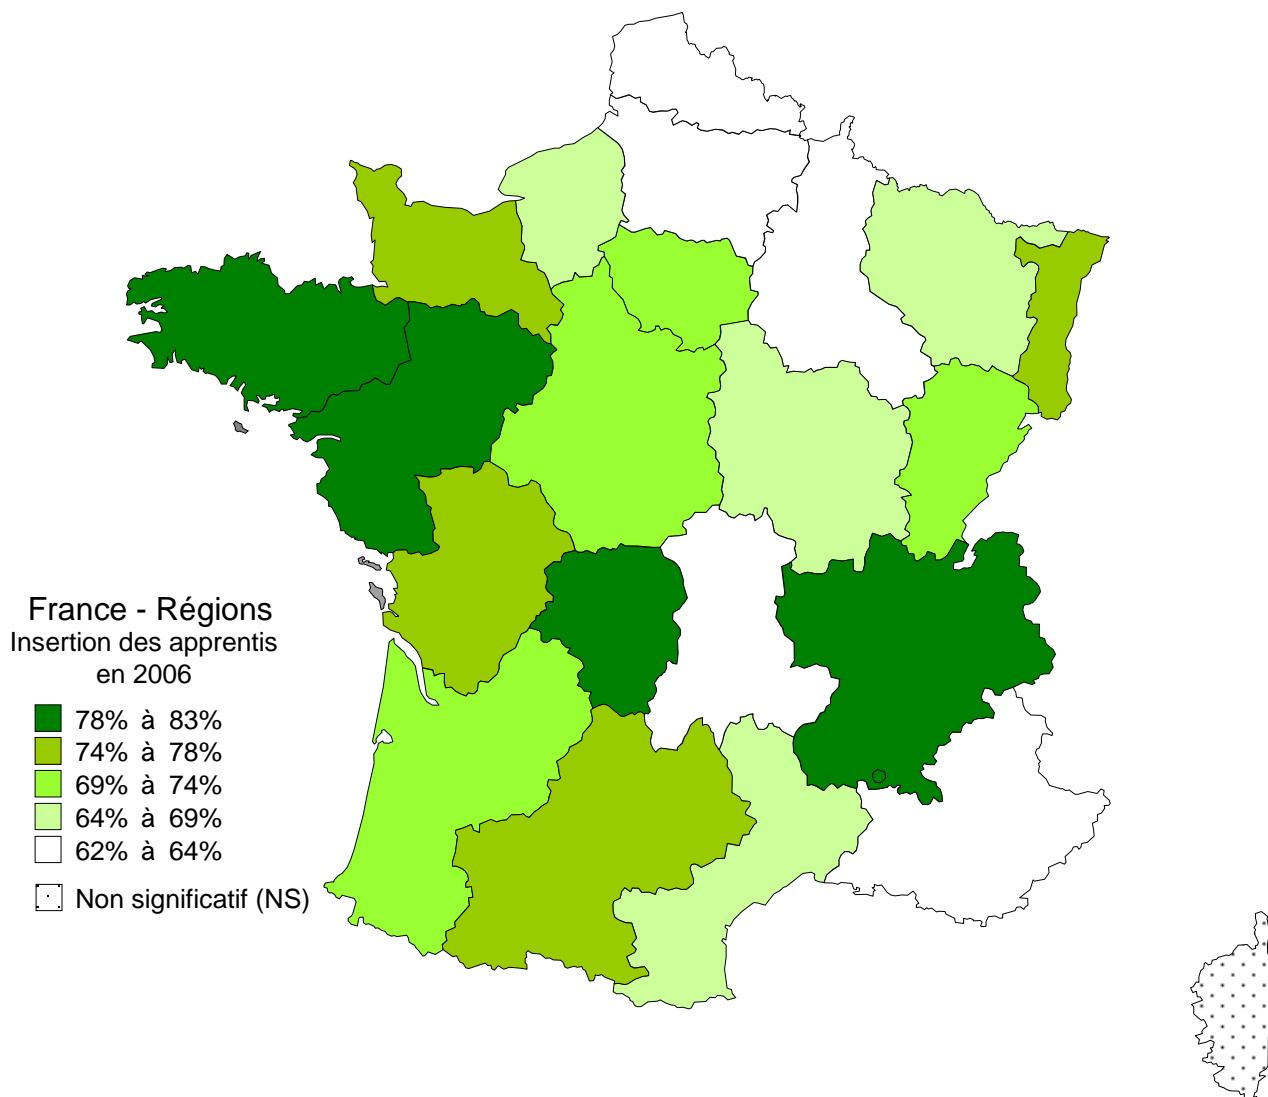 France - Régions
Insertion des apprentis
en 2006
78% à 83%
74% à 78%
69% à 74%
64% à 69%
62% à 64%
Non significatif (NS)